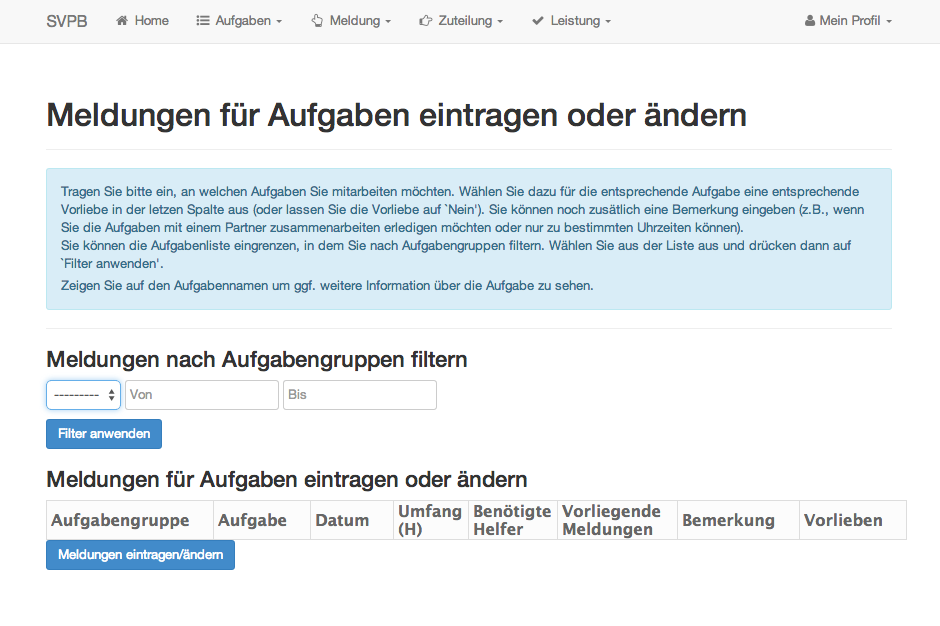 SVPB Home Aufgaben Meldung Zuteilung Leistung Mein Profil
Meldungen für Aufgaben eintragen oder ändern
Tragen Sie bitte ein, an welchen Aufgaben Sie mitarbeiten möchten. Wählen Sie dazu für die entsprechende Aufgabe eine entsprechende
Vorliebe in der letzen Spalte aus (oder lassen Sie die Vorliebe auf `Nein'). Sie können noch zusätlich eine Bemerkung eingeben (z.B., wenn
Sie die Aufgaben mit einem Partner zusammenarbeiten erledigen möchten oder nur zu bestimmten Uhrzeiten können).
Sie können die Aufgabenliste eingrenzen, in dem Sie nach Aufgabengruppen filtern. Wählen Sie aus der Liste aus und drücken dann auf
`Filter anwenden'.
Zeigen Sie auf den Aufgabennamen um ggf. weitere Information über die Aufgabe zu sehen.
Meldungen nach Aufgabengruppen filtern
--------- Von Bis
Filter anwenden
Meldungen für Aufgaben eintragen oder ändern
Aufgabengruppe Aufgabe Datum Umfang (H) Benötigte Helfer Vorliegende Meldungen Bemerkung Vorlieben
Meldungen eintragen/ändern